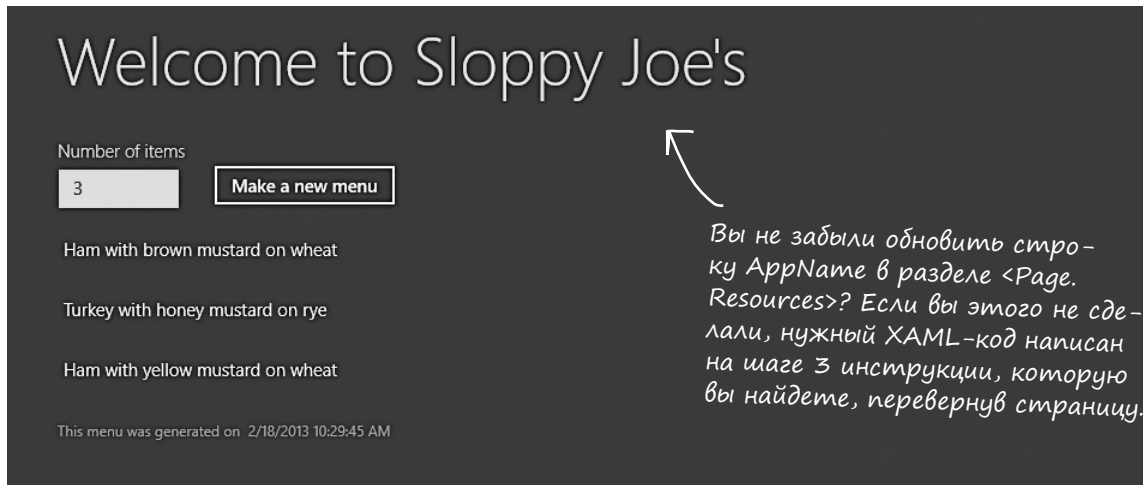 Welcome to Sloppy Joe's
Number of items
3
Make a new menu
Ham with brown mustard on wheat
Turkey with honey mustard on rye
Ham with yellow mustard on wheat
This menu was generated on 2/18/2013 10:29:45 AM
Вы не забыли обновить стро-
ку AppName в разделе <Page.
Resources>? Если вы этого не сде-
лали, нужный XAML-код написан
на шаге 3 инструкции, которую
вы найдете, перевернув страницу.